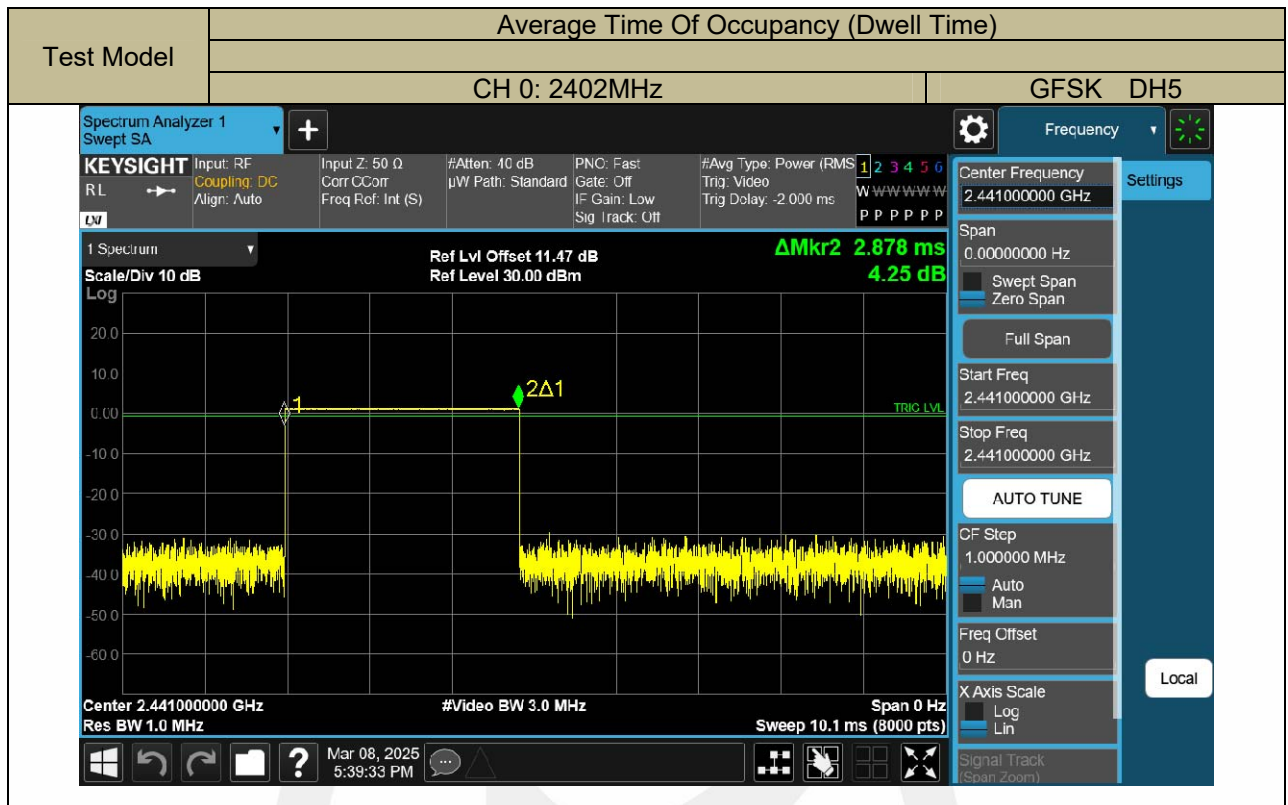 Average Time Of Occupancy (Dwell Time)
Test Model
CH 0: 2402MHz
GFSK DH5
Spectrum Analyzer 1
Swept SA
Frequency
KEYSIGHT
RL
LXI
Input: RF
Coupling: DC
Align: Auto
Input Z: 50 Ω
Corr CCorr
Freq Ref: Int (S)
#Atten: 40 dB
µW Path: Standard
PNO: Fast
Gate: Off
IF Gain: Low
Sig Track: Off
#Avg Type: Power (RMS
Trig: Video
Trig Delay: -2.000 ms
1 2 3 4 5 6
W W W W W W
P P P P P P
1 Spectrum
Scale/Div 10 dB
Log
Ref Lvl Offset 11.47 dB
Ref Level 30.00 dBm
ΔMkr2 2.878 ms
4.25 dB
20.0
10.0
0.00
-10.0
-20.0
-30.0
-40.0
-50.0
-60.0
1
2Δ1
TRIG LVL
Center 2.441000000 GHz
Res BW 1.0 MHz
#Video BW 3.0 MHz
Span 0 Hz
Sweep 10.1 ms (8000 pts)
?
Mar 08, 2025
5:39:33 PM
Center Frequency
2.441000000 GHz
Settings
Span
0.00000000 Hz
Swept Span
Zero Span
Full Span
Start Freq
2.441000000 GHz
Stop Freq
2.441000000 GHz
AUTO TUNE
CF Step
1.000000 MHz
Auto
Man
Freq Offset
0 Hz
X Axis Scale
Log
Lin
Local
Signal Track
(Span Zoom)